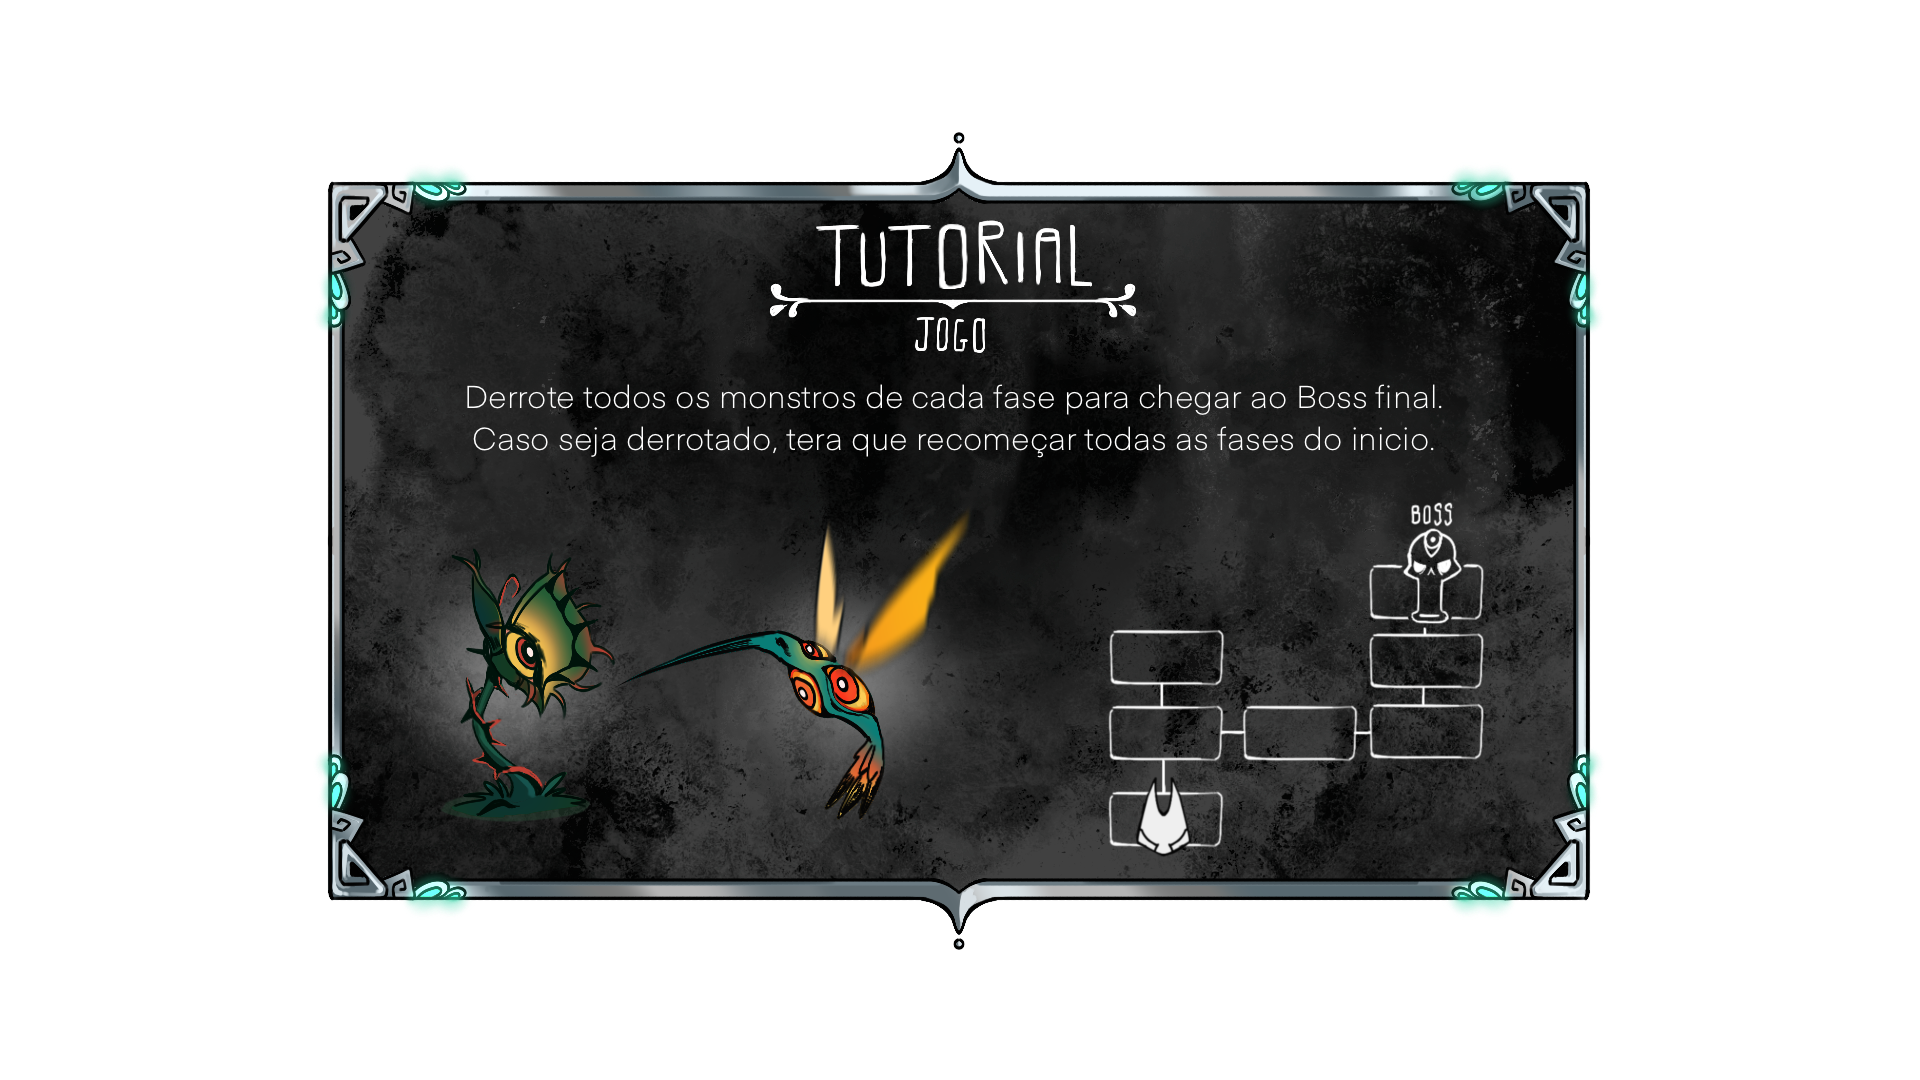 TUTORIAL
JOGO
Derrote todos os monstros de cada fase para chegar ao Boss final.
Caso seja derrotado, tera que recomeçar todas as fases do inicio.
BOSS